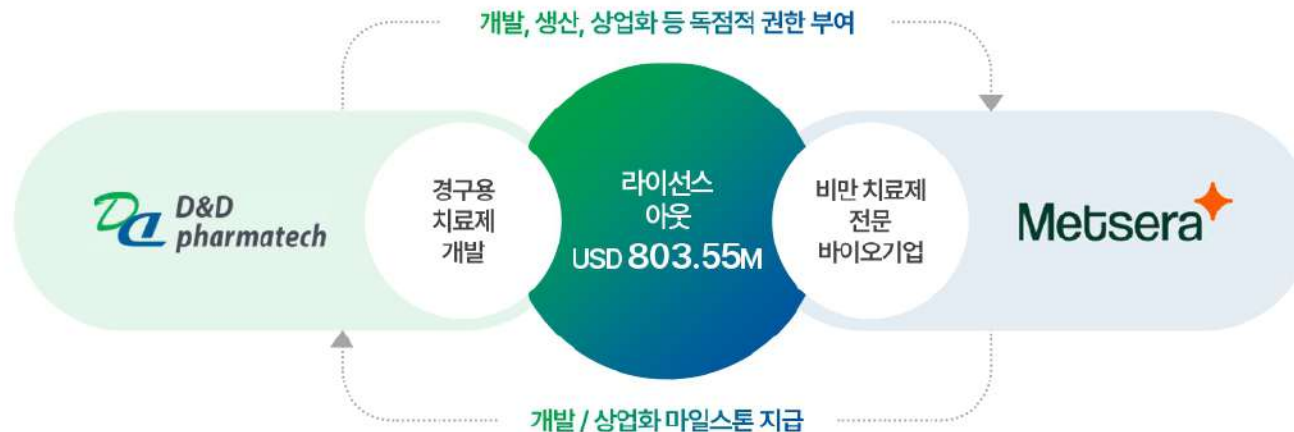 개발, 생산, 상업화 등 독점적 권한 부여
D&D
pharmatech
경구용
치료제
개발
라이선스
아웃
USD 803.55M
비만 치료제
전문
바이오기업
Metsera
개발 / 상업화 마일스톤 지급